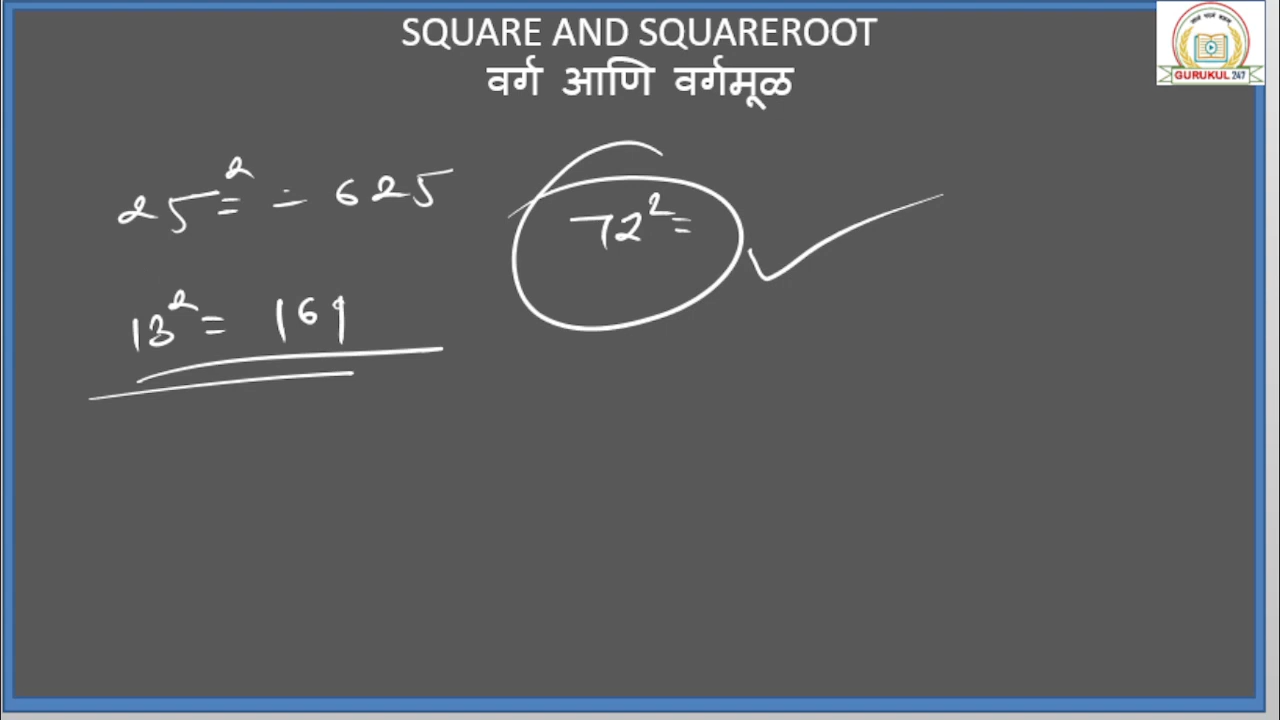 SQUARE AND SQUAREROOT
वर्ग आणि वर्गमूळ
GURUKUL 247
25² = = 625
72² =
13² = 169